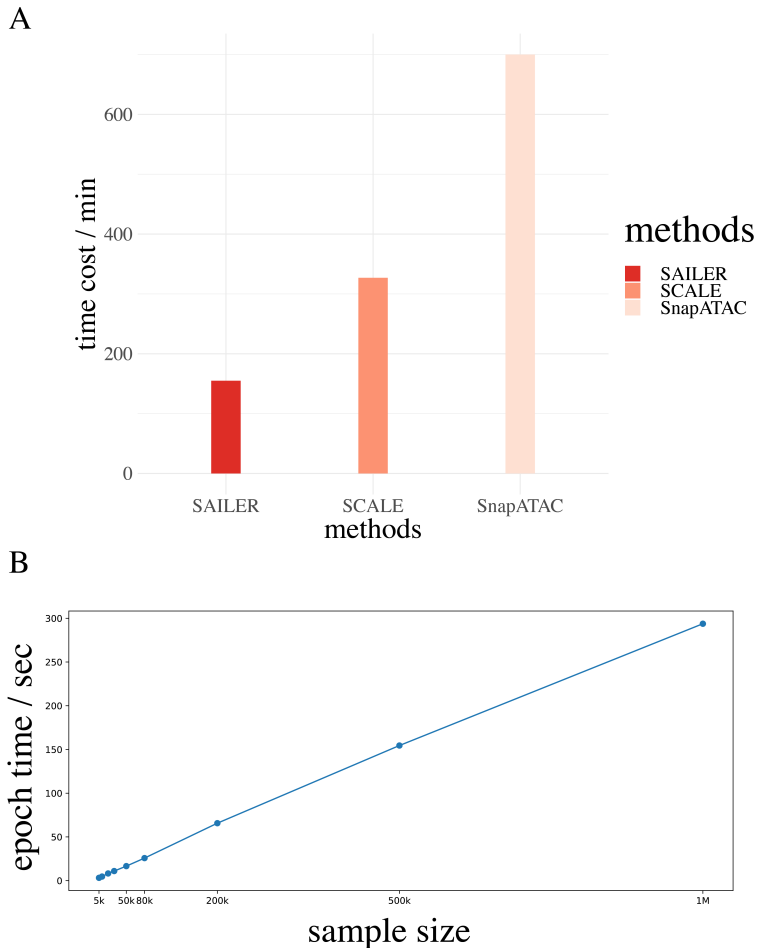 A
600
400
200
0
time cost / min
SAILER SCALE SnapATAC
methods
methods
SAILER
SCALE
SnapATAC
B
300
250
200
150
100
50
0
epoch time / sec
5k 50k 80k 200k 500k 1M
sample size